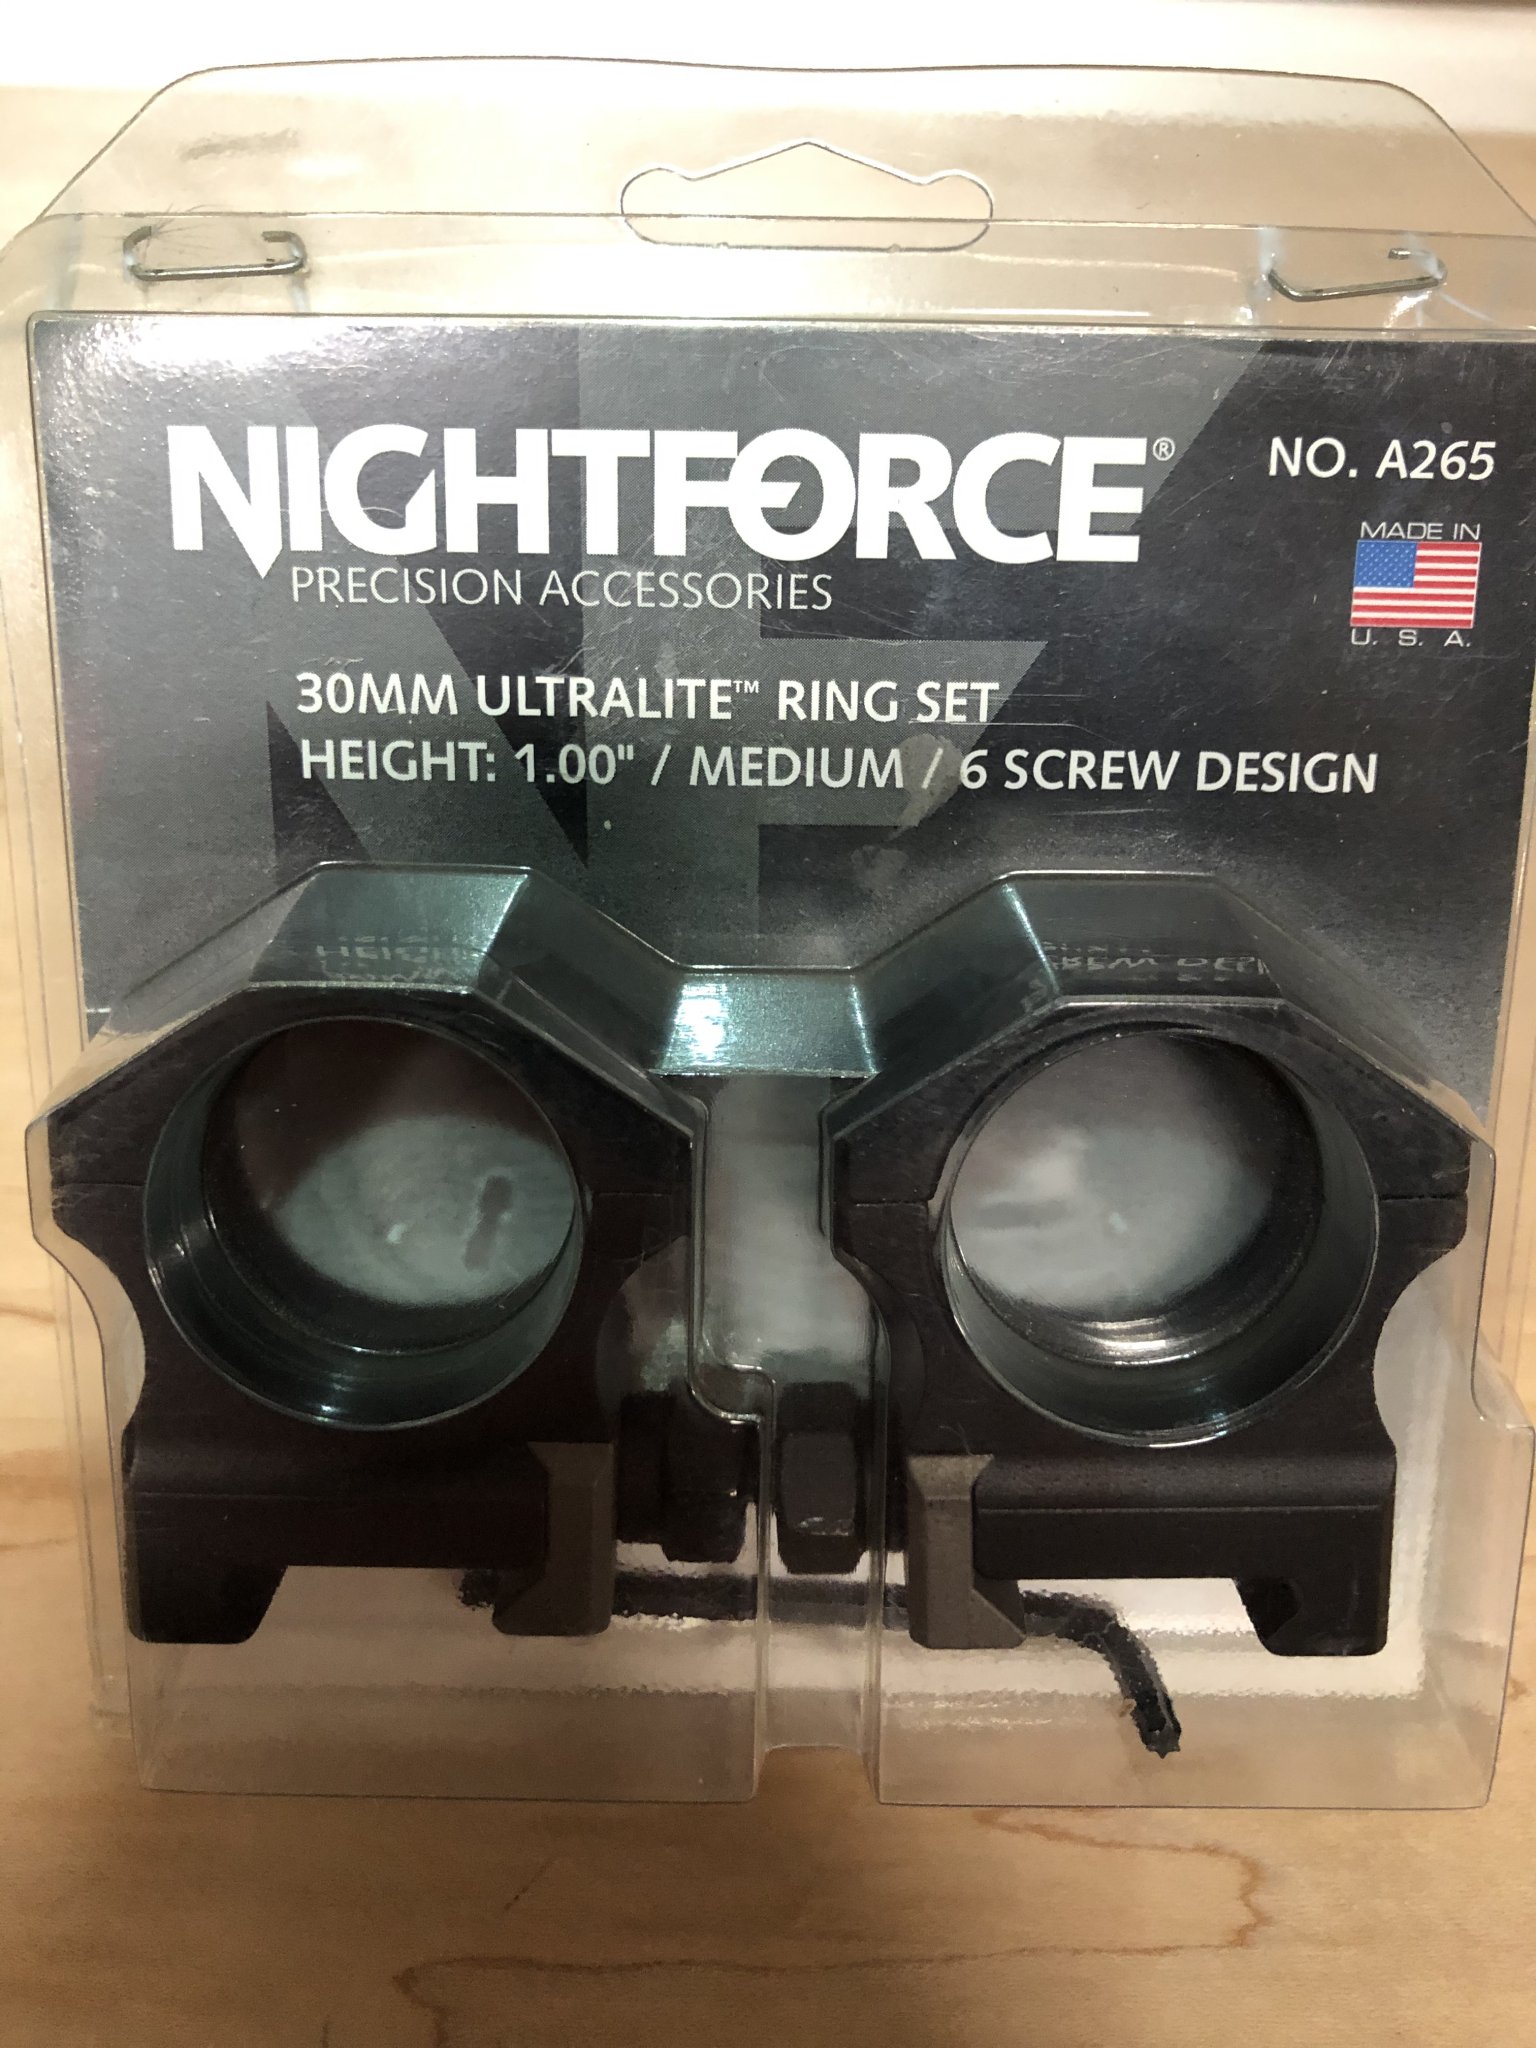 NIGHTFORCE®
PRECISION ACCESSORIES
NO. A265
MADE IN
U. S. A.
30MM ULTRALITE™ RING SET
HEIGHT: 1.00" / MEDIUM / 6 SCREW DESIGN